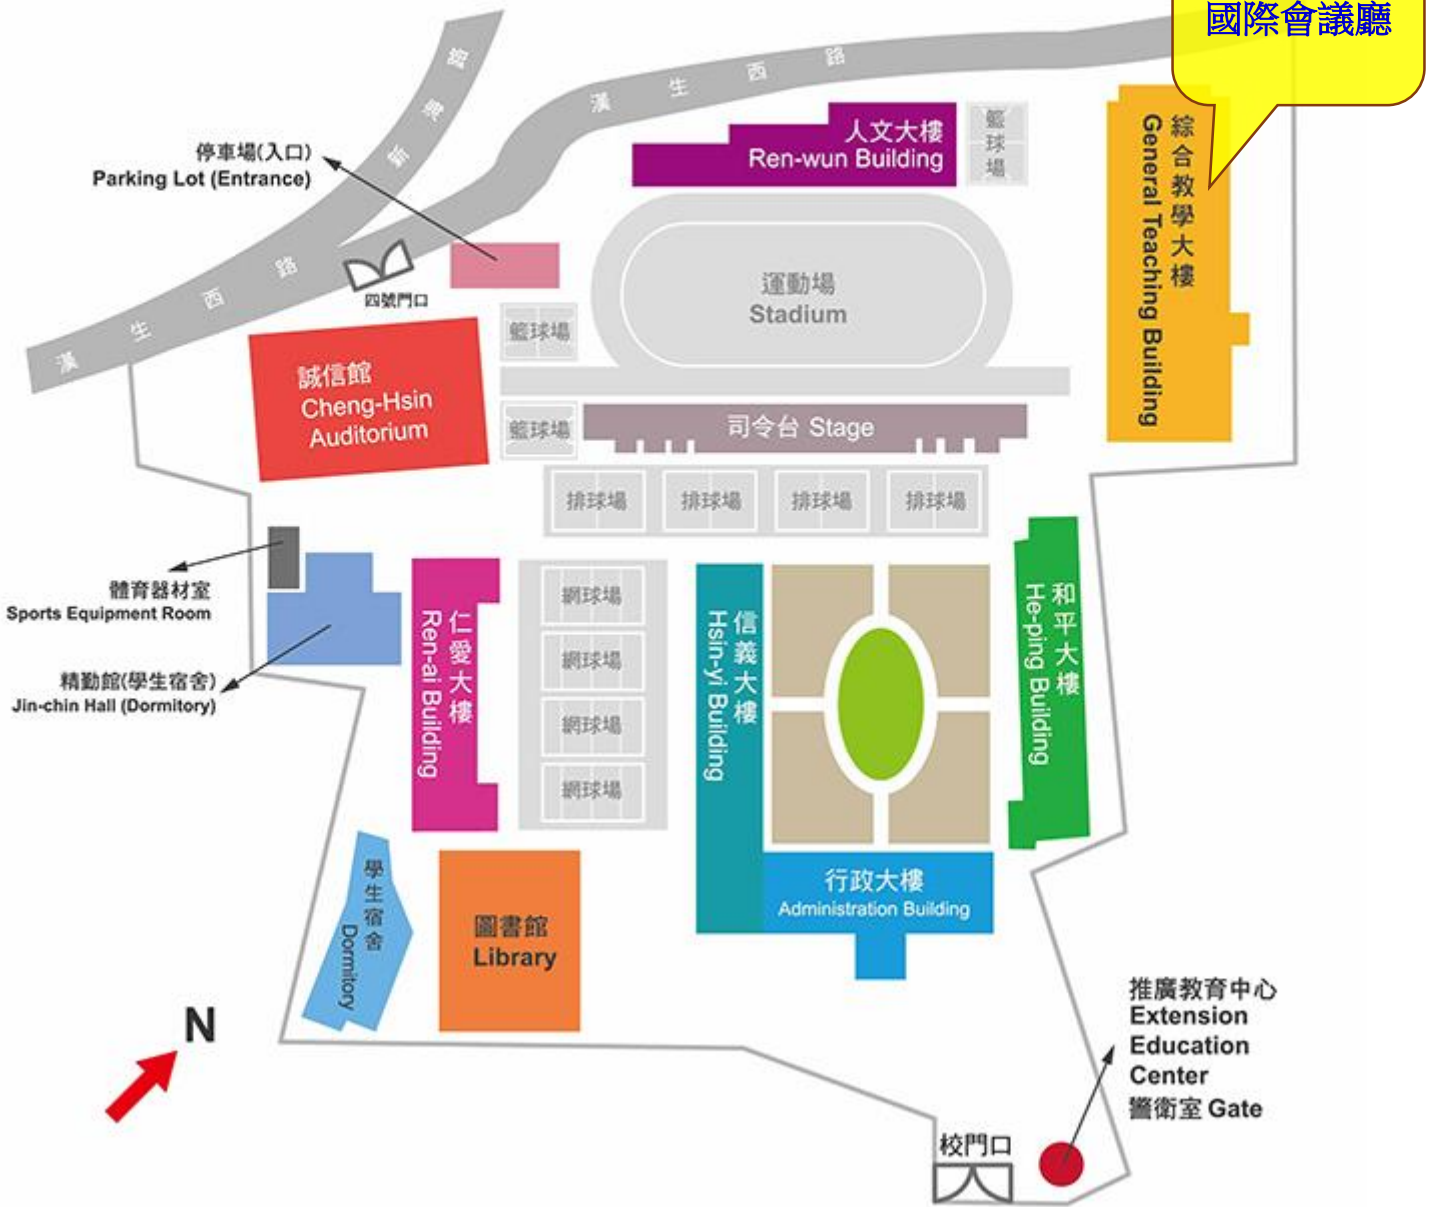 國際會議廳
新海路
漢生西路
停車場(入口)
Parking Lot (Entrance)
人文大樓
Ren-wun Building
籃球場
綜合教學大樓
General Teaching Building
漢生西路
四號門口
運動場
Stadium
籃球場
誠信館
Cheng-Hsin
Auditorium
籃球場
司令台 Stage
排球場
排球場
排球場
排球場
體育器材室
Sports Equipment Room
精勤館(學生宿舍)
Jin-chin Hall (Dormitory)
仁愛大樓
Ren-ai Building
網球場
網球場
網球場
網球場
信義大樓
Hsin-yi Building
和平大樓
He-ping Building
學生宿舍
Dormitory
圖書館
Library
行政大樓
Administration Building
N
推廣教育中心
Extension
Education
Center
警衛室 Gate
校門口